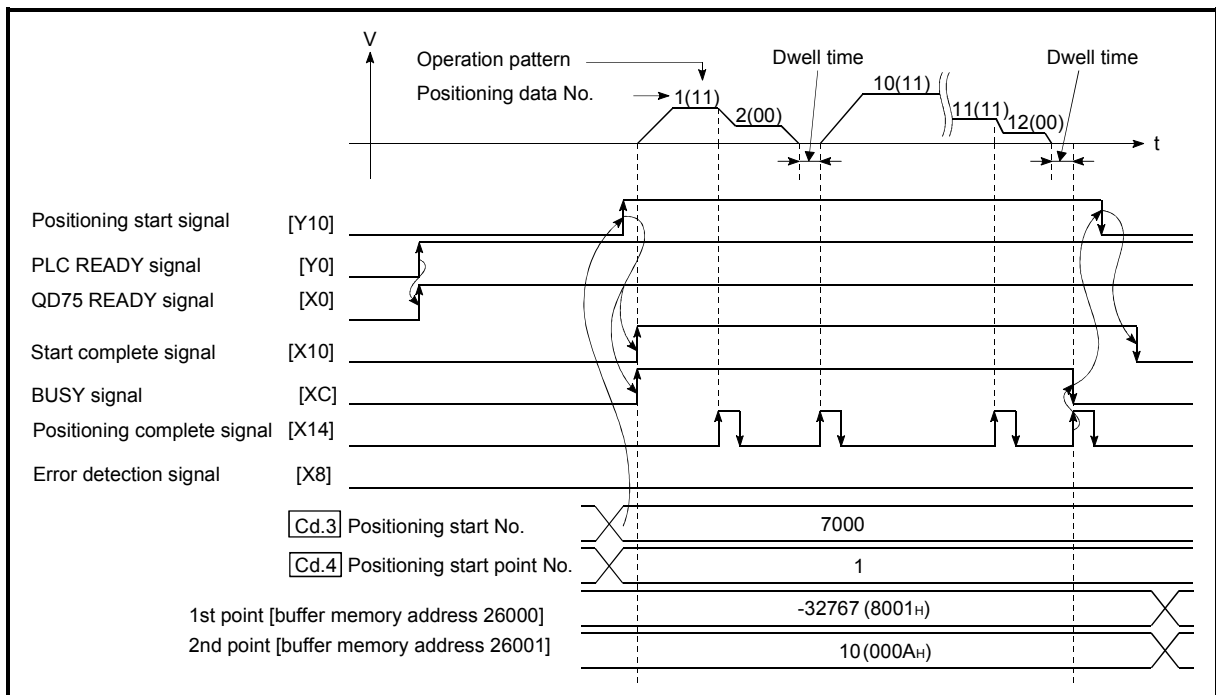 V
Operation pattern
Dwell time
Dwell time
Positioning data No.
1(11)
2(00)
10(11)
11(11)
12(00)
t
Positioning start signal [Y10]
PLC READY signal [Y0]
QD75 READY signal [X0]
Start complete signal [X10]
BUSY signal [XC]
Positioning complete signal [X14]
Error detection signal [X8]
Cd.3 Positioning start No. 7000
Cd.4 Positioning start point No. 1
1st point [buffer memory address 26000] -32767 (8001H)
2nd point [buffer memory address 26001] 10(000AH)